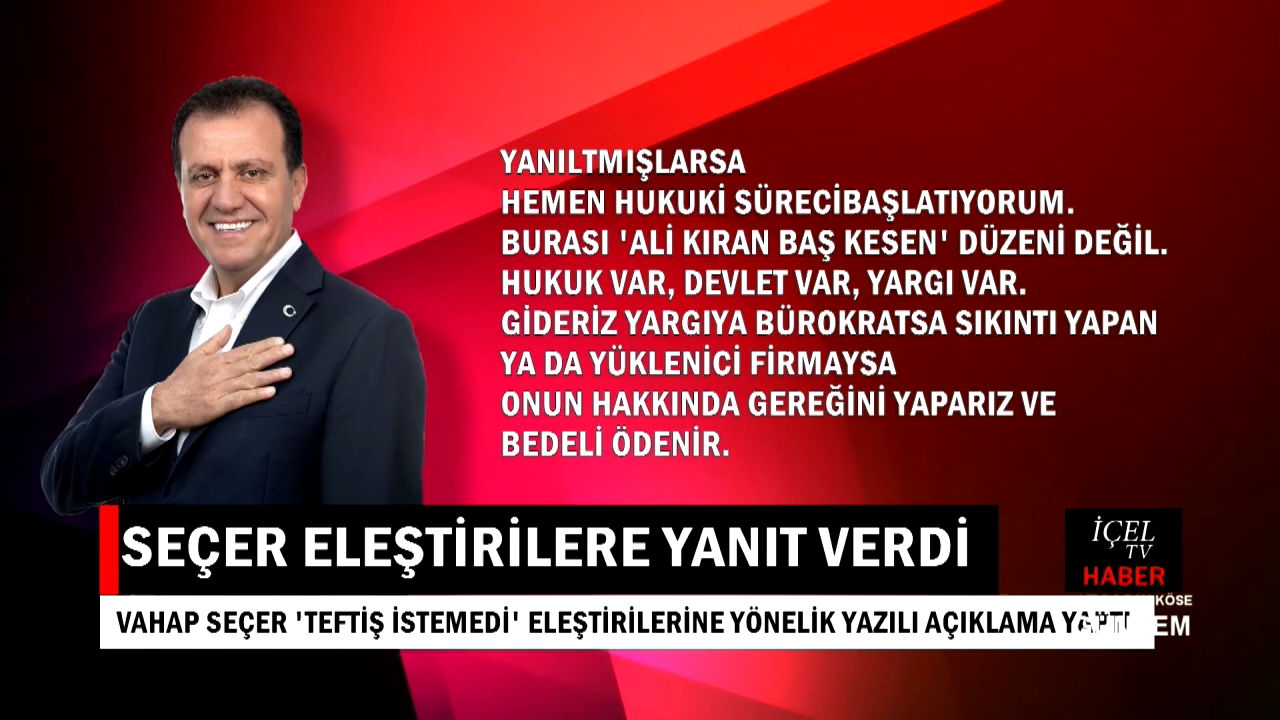 YANILTMIŞLARSA
HEMEN HUKUKİ SÜRECİBAŞLATIYORUM.
BURASI 'ALİ KIRAN BAŞ KESEN' DÜZENİ DEĞİL.
HUKUK VAR, DEVLET VAR, YARGI VAR.
GİDERİZ YARGIYA BÜROKRATSA SIKINTI YAPAN
YA DA YÜKLENİCİ FİRMAYSA
ONUN HAKKINDA GEREĞİNİ YAPARIZ VE
BEDELİ ÖDENİR.
SEÇER ELEŞTİRİLERE YANIT VERDİ
İÇEL
TV
HABER
KÖSE
VAHAP SEÇER 'TEFTİŞ İSTEMEDİ' ELEŞTİRİLERİNE YÖNELİK YAZILI AÇIKLAMA YAPTI